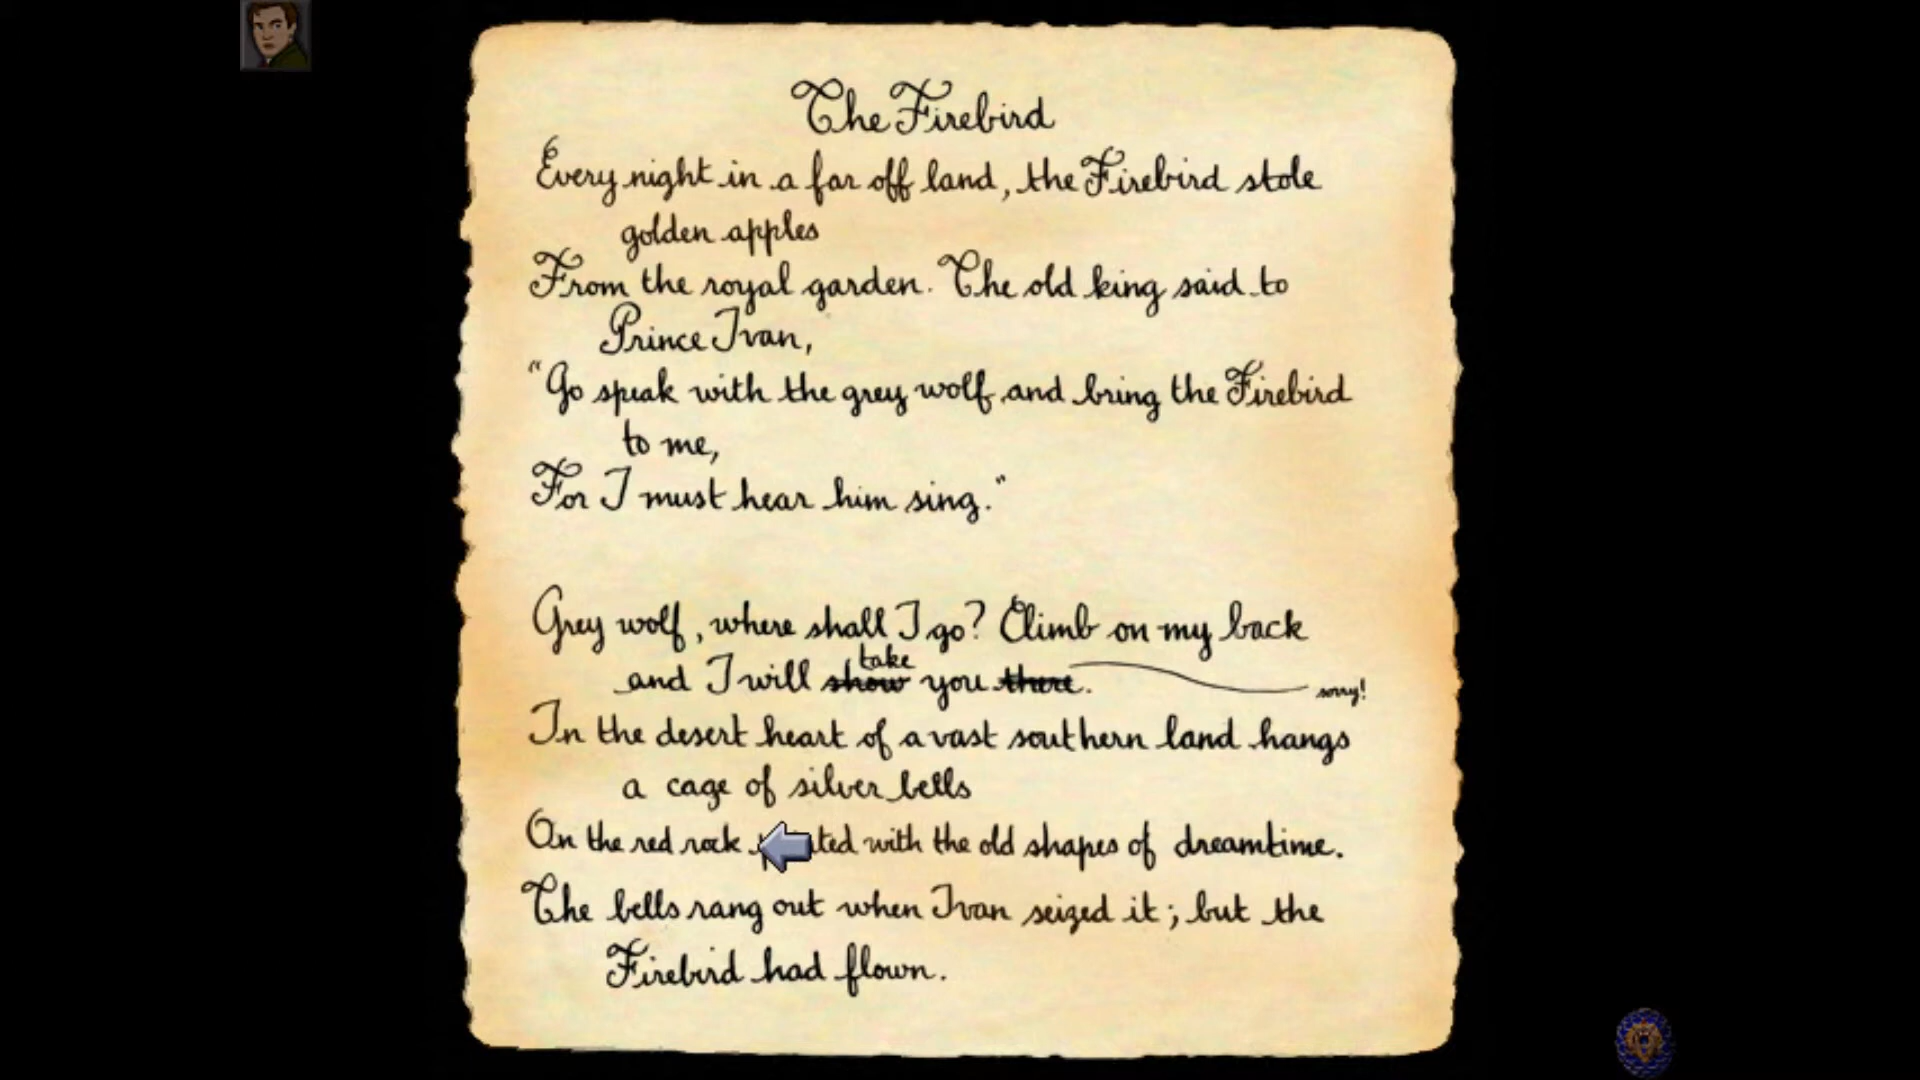 The Firebird
Every night in a far off land, the Firebird stole
golden apples
From the royal garden. The old king said to
Prince Ivan,
"Go speak with the grey wolf and bring the Firebird
to me,
For I must hear him sing."
Grey wolf, where shall I go? Climb on my back
take
and I will show you there.
sorry!
In the desert heart of a vast southern land hangs
a cage of silver bells
On the red rock with the old shapes of dreamtime.
The bells rang out when Ivan seized it; but the
Firebird had flown.